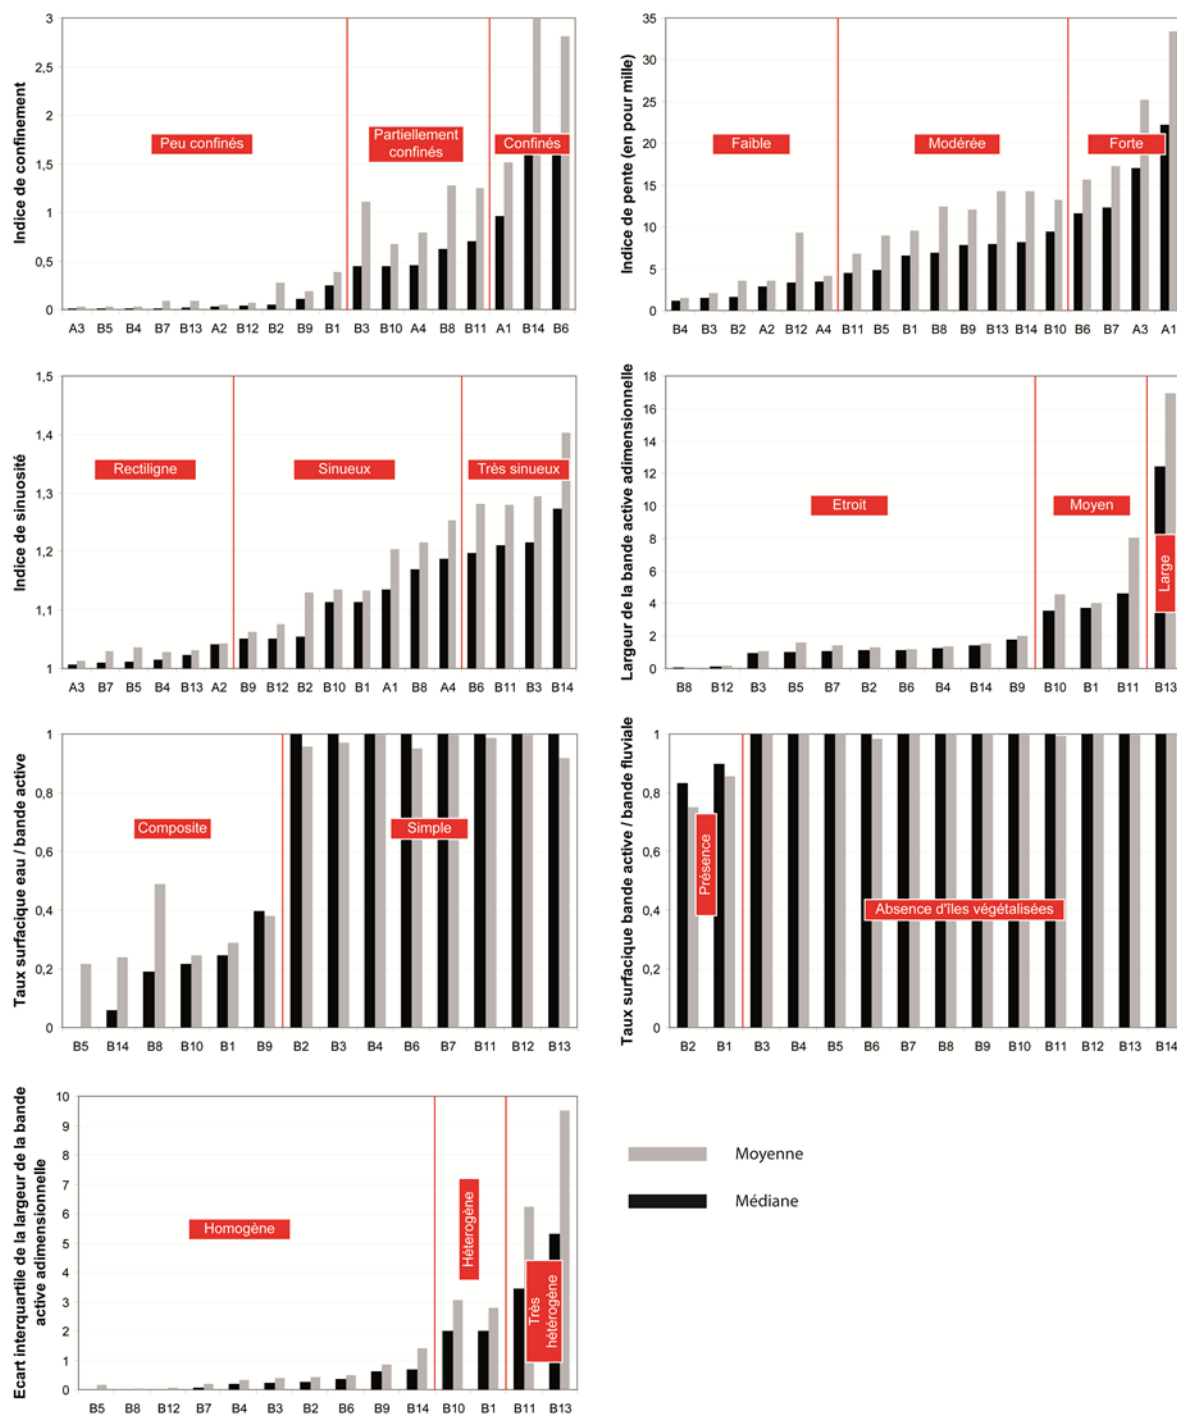 Indice de confinement
3
2,5
2
1,5
1
0,5
0
Peu confinés
Partiellement
confinés
Confinés
A3 B5 B4 B7 B13 A2 B12 B2 B9 B1 B3 B10 A4 B8 B11 A1 B14 B6
Indice de pente (en pour mille)
35
30
25
20
15
10
5
0
Faible
Modérée
Forte
B4 B3 B2 A2 B12 A4 B11 B5 B1 B8 B9 B13 B14 B10 B6 B7 A3 A1
Indice de sinuosité
1,5
1,4
1,3
1,2
1,1
1
Rectiligne
Sinueux
Très sinueux
A3 B7 B5 B4 B13 A2 B9 B12 B2 B10 B1 A1 B8 A4 B6 B11 B3 B14
Largeur de la bande active adimensionnelle
18
16
14
12
10
8
6
4
2
0
Etroit
Moyen
Large
B8 B12 B3 B5 B7 B2 B6 B4 B14 B9 B10 B1 B11 B13
Taux surfacique eau / bande active
1
0,8
0,6
0,4
0,2
0
Composite
Simple
B5 B14 B8 B10 B1 B9 B2 B3 B4 B6 B7 B11 B12 B13
Taux surfacique bande active / bande fluviale
1
0,8
0,6
0,4
0,2
0
Présence
Absence d'îles végétalisées
B2 B1 B3 B4 B5 B6 B7 B8 B9 B10 B11 B12 B13 B14
Ecart interquartile de la largeur de la bande
active adimensionnelle
10
9
8
7
6
5
4
3
2
1
0
Homogène
Héterogène
Très
hétérogène
B5 B8 B12 B7 B4 B3 B2 B6 B9 B14 B10 B1 B11 B13
Moyenne
Médiane